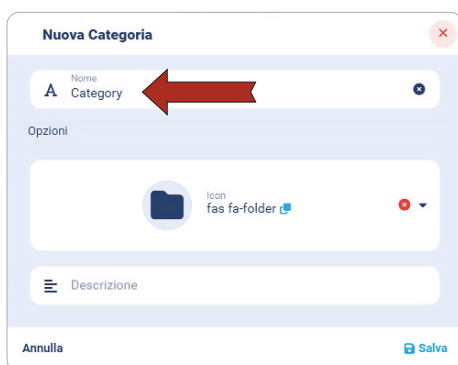 Nuova Categoria
Nome
Category
Opzioni
Icon
fas fa-folder
Descrizione
Annulla
Salva